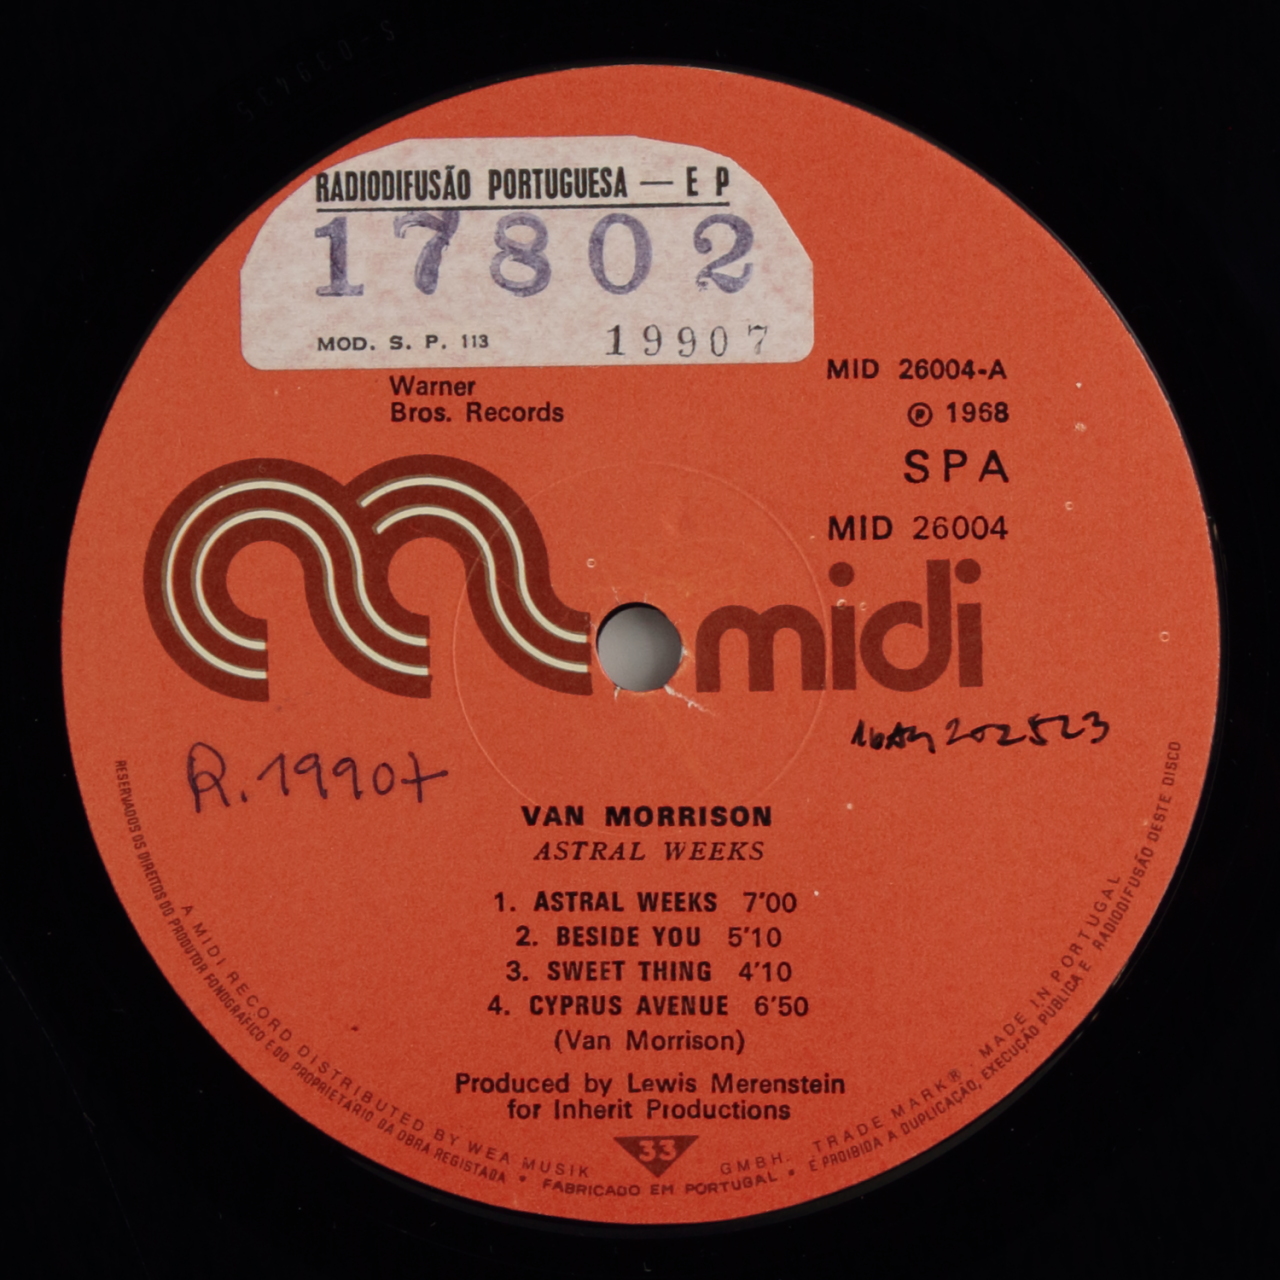 RADIODIFUSÃO PORTUGUESA — E P
17802
MOD. S. P. 113 19907
Warner
Bros. Records
MID 26004-A
Ⓟ 1968
SPA
MID 26004
midi
R. 19907
202523
VAN MORRISON
ASTRAL WEEKS
1. ASTRAL WEEKS 7'00
2. BESIDE YOU 5'10
3. SWEET THING 4'10
4. CYPRUS AVENUE 6'50
(Van Morrison)
Produced by Lewis Merenstein
for Inherit Productions
33
A MIDI RECORD DISTRIBUTED BY WEA MUSIK GMBH. TRADE MARK®. MADE IN PORTUGAL
RESERVADOS OS DIREITOS DO PRODUTOR FONOGRAFICO E DO PROPRIETARIO DA OBRA REGISTADA • FABRICADO EM PORTUGAL • E PROIBIDA A DUPLICAÇÃO, EXECUÇÃO PUBLICA E RADIODIFUSÃO DESTE DISCO